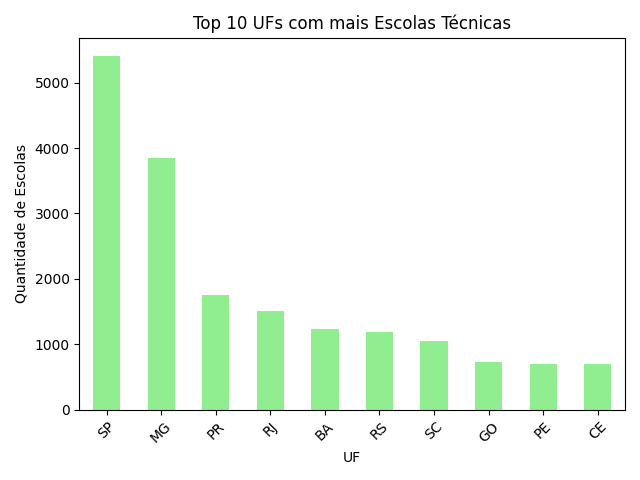 Top 10 UFs com mais Escolas Técnicas
Quantidade de Escolas
5000
4000
3000
2000
1000
0
SP MG PR RJ BA RS SC GO PE CE
UF